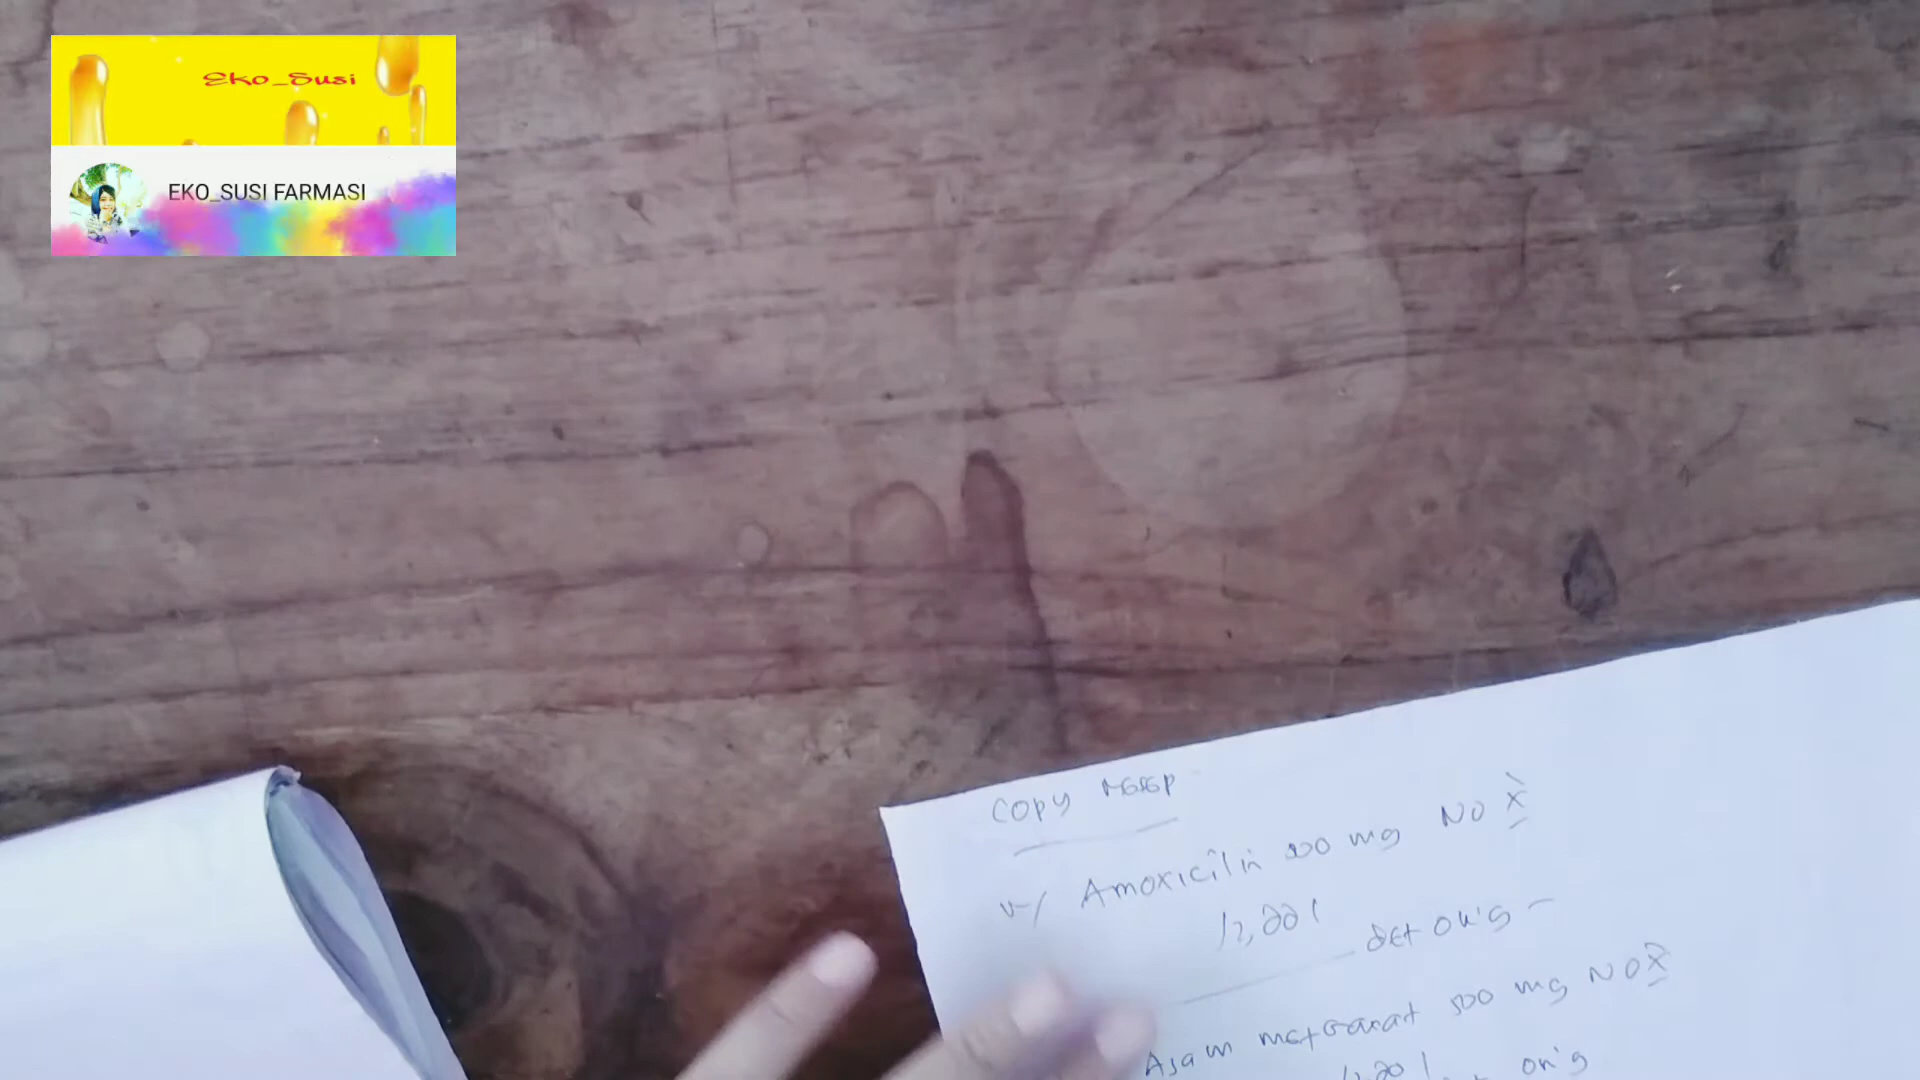 Eko_Susi
EKO_SUSI FARMASI
Copy resep
r/ Amoxicilin 500 mg NO X
det orig
Asam mefenamat 500 mg NO X
orig